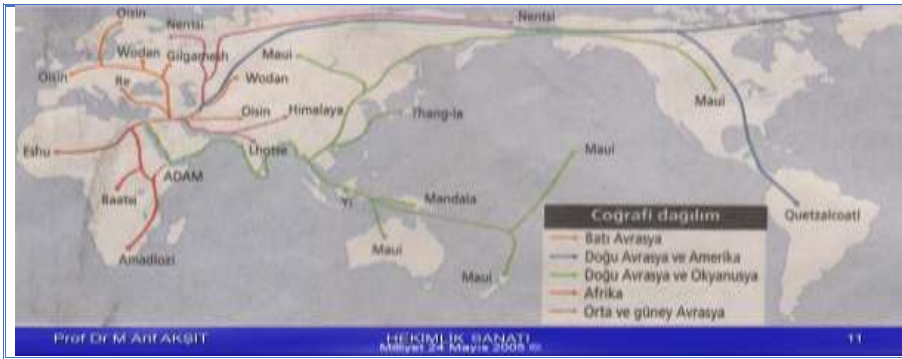 Oisin
Nentsi
Nentsi
Wodan
Gilgamesh
Maui
Oisin
Re
Wodan
Maui
Oisin
Himalaya
Thang-la
Eshu
Lhotse
Maui
ADAM
Baatsi
Yi
Mandala
Quetzalcoatl
Amadlozi
Maui
Maui
Coğrafi dağılım
Batı Avrasya
Doğu Avrasya ve Amerika
Doğu Avrasya ve Okyanusya
Afrika
Orta ve güney Avrasya
Prof Dr M Arif AKŞİT
HEKİMLİK SANATI
Milliyet 24 Mayıs 2005 ©
11